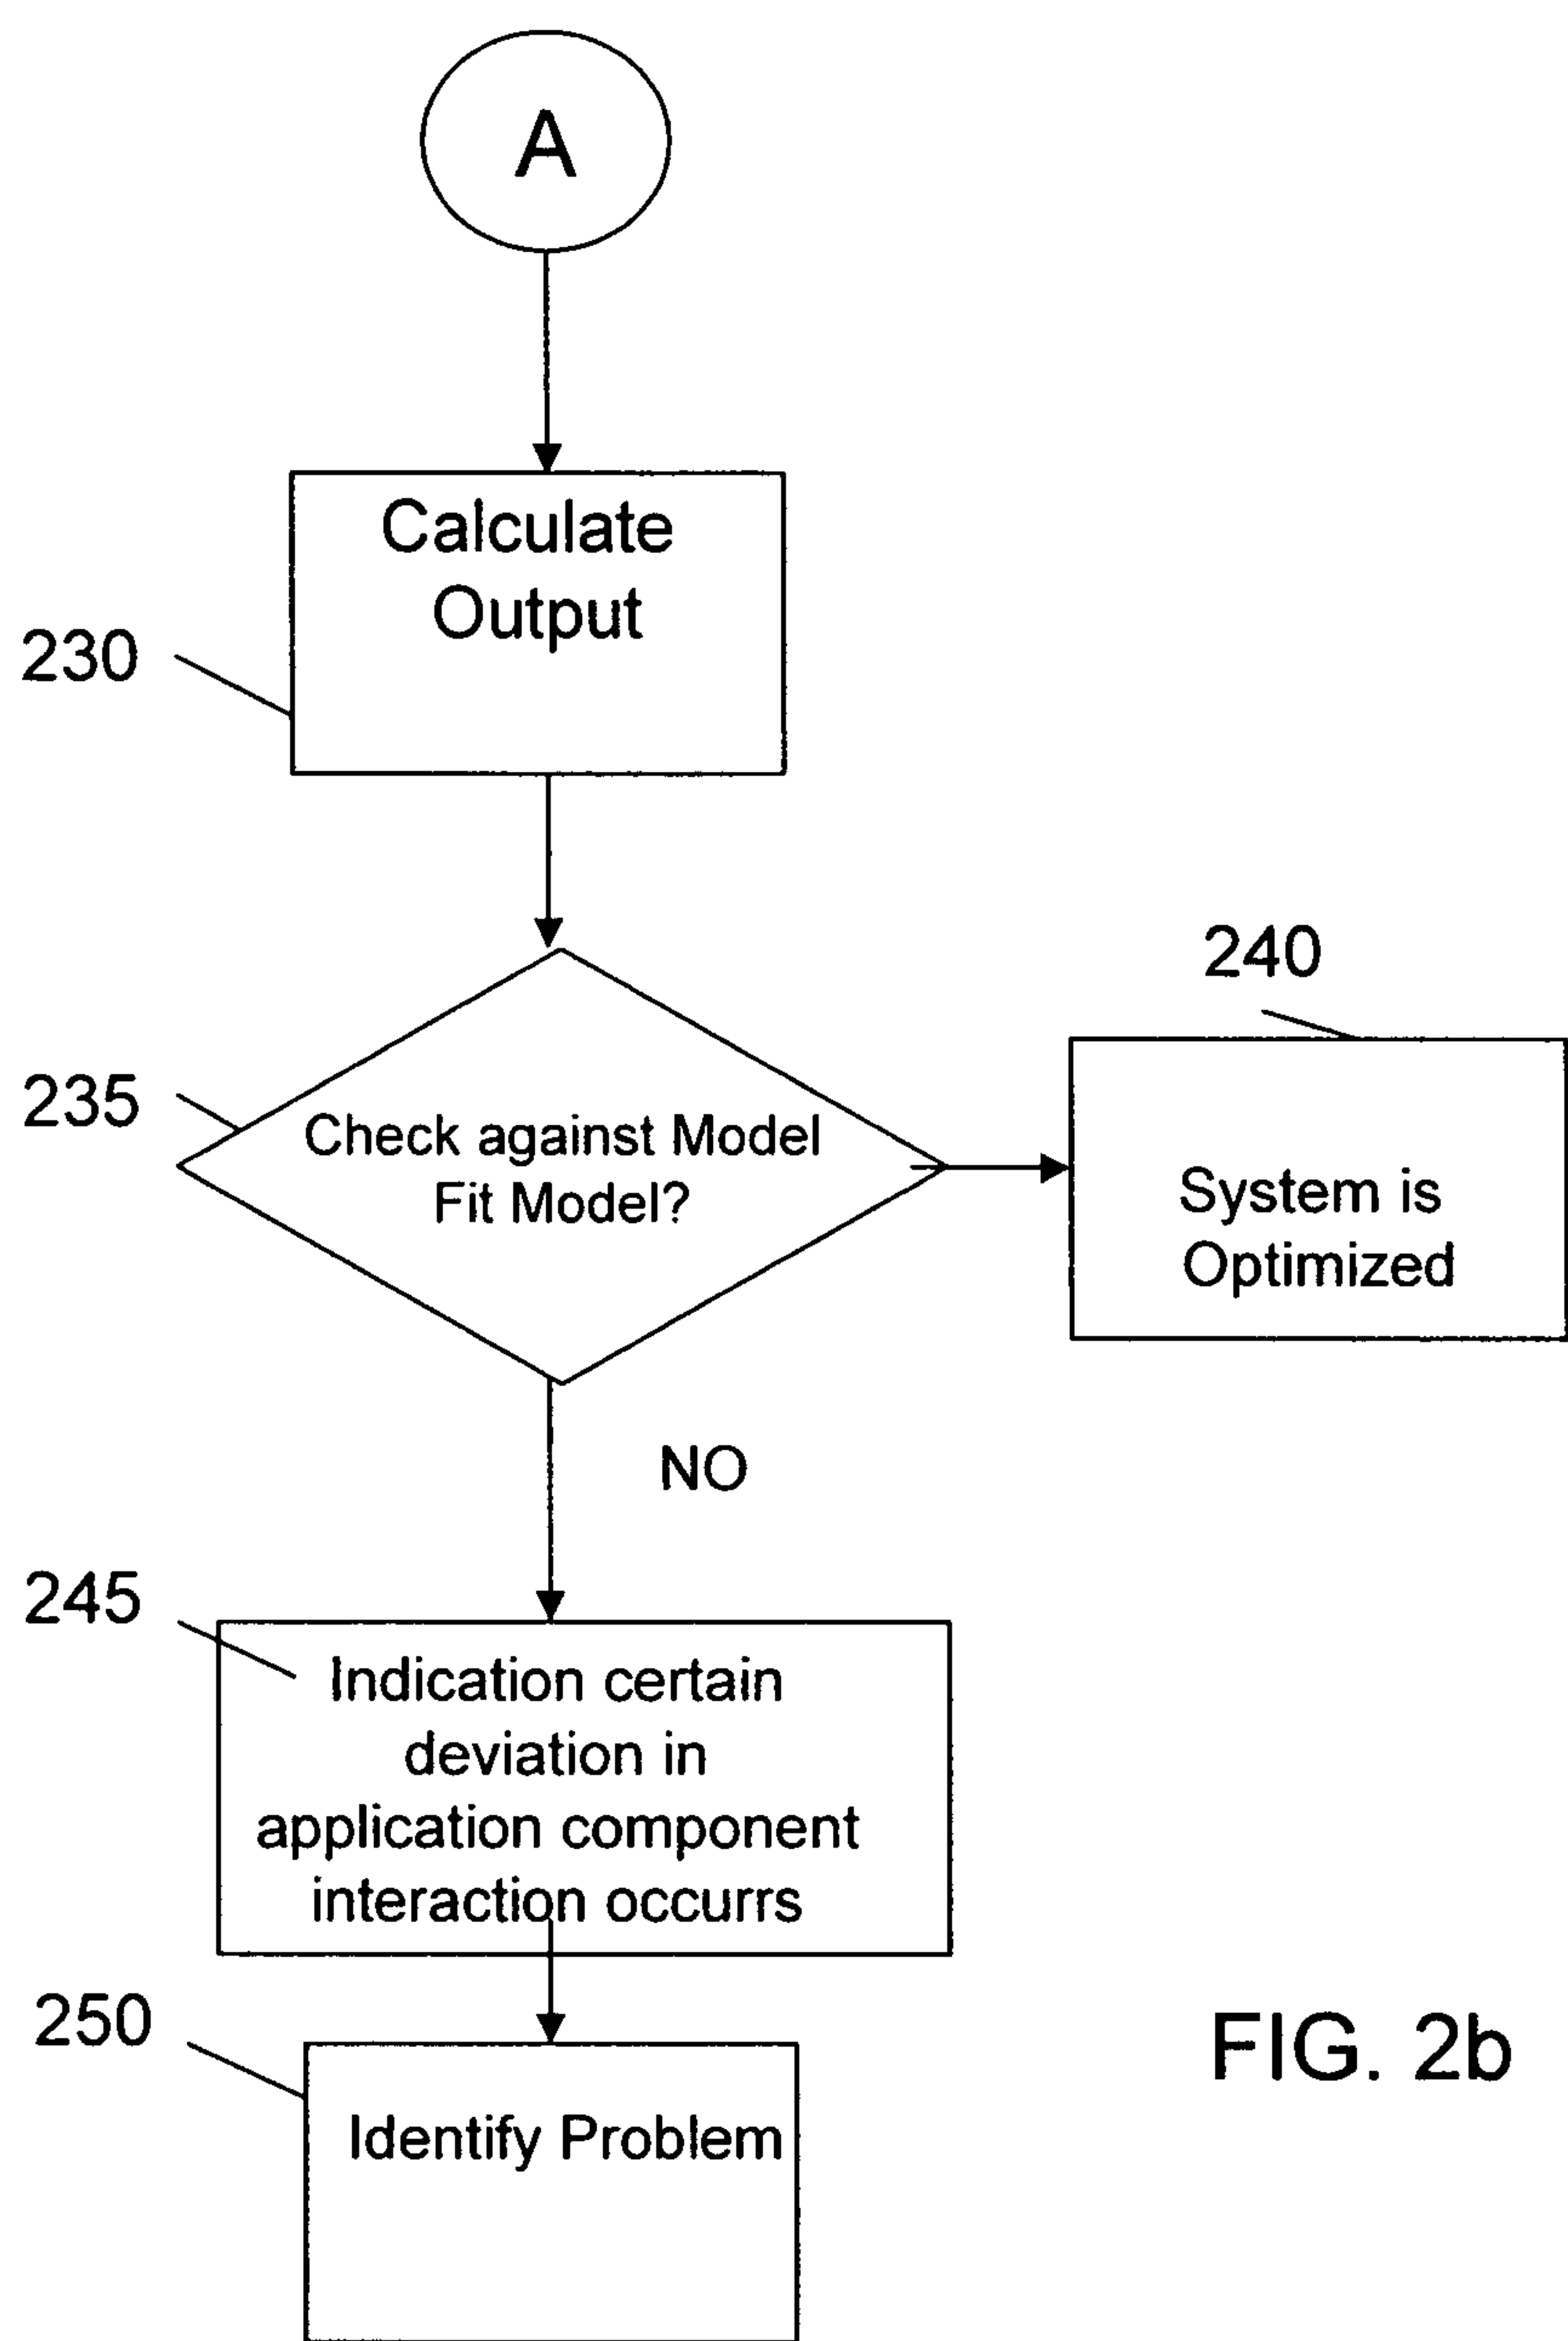 A
Calculate
Output
230
235
Check against Model
Fit Model?
240
System is
Optimized
NO
245
Indication certain
deviation in
application component
interaction occurrs
250
Identify Problem
FIG. 2b